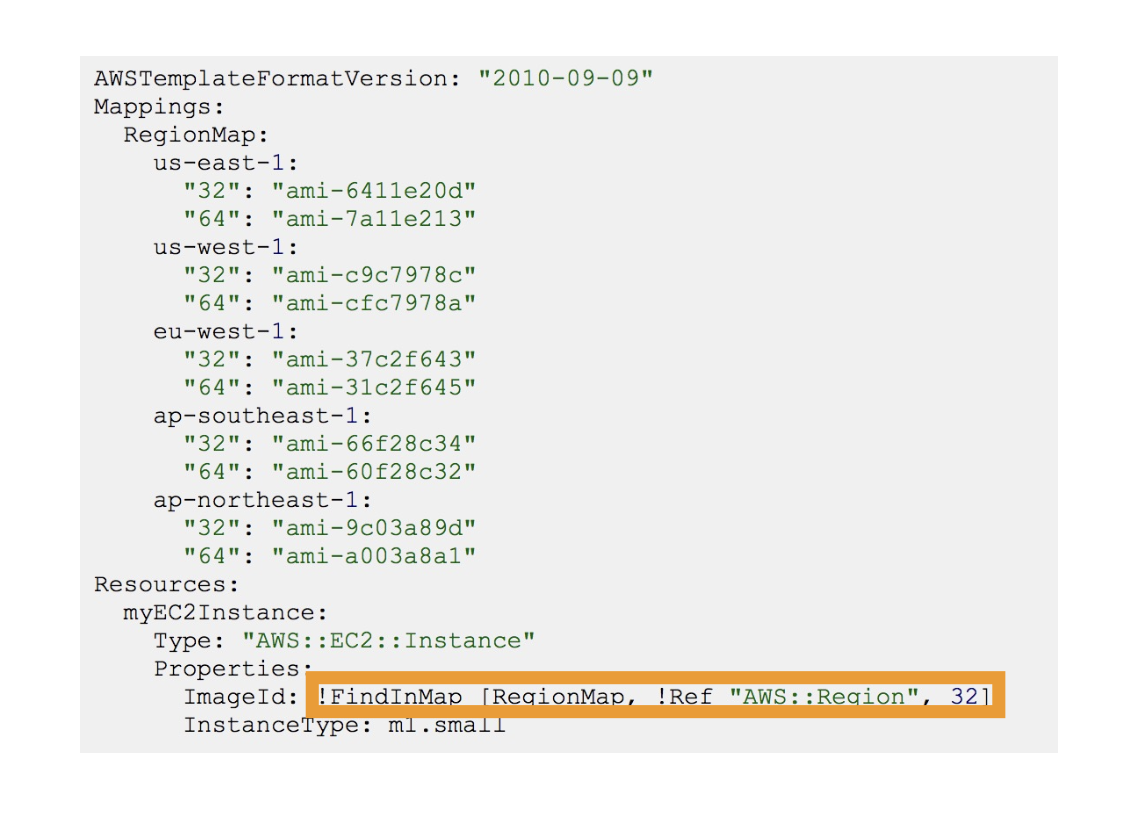 AWSTemplateFormatVersion: "2010-09-09"
Mappings:
  RegionMap:
    us-east-1:
      "32": "ami-6411e20d"
      "64": "ami-7a11e213"
    us-west-1:
      "32": "ami-c9c7978c"
      "64": "ami-cfc7978a"
    eu-west-1:
      "32": "ami-37c2f643"
      "64": "ami-31c2f645"
    ap-southeast-1:
      "32": "ami-66f28c34"
      "64": "ami-60f28c32"
    ap-northeast-1:
      "32": "ami-9c03a89d"
      "64": "ami-a003a8a1"
Resources:
  myEC2Instance:
    Type: "AWS::EC2::Instance"
    Properties:
      ImageId: !FindInMap [RegionMap, !Ref "AWS::Region", 32]
      InstanceType: m1.small